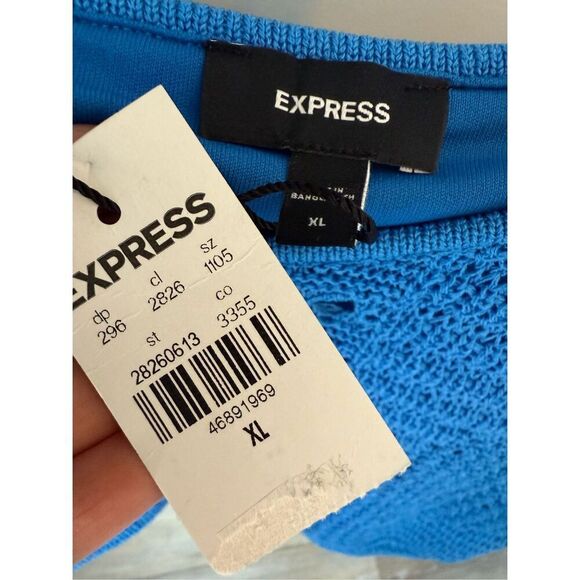 EXPRESS
XL
EXPRESS
dp cl sz
296 2826 1105
st co
28260613 3355
46891969
XL